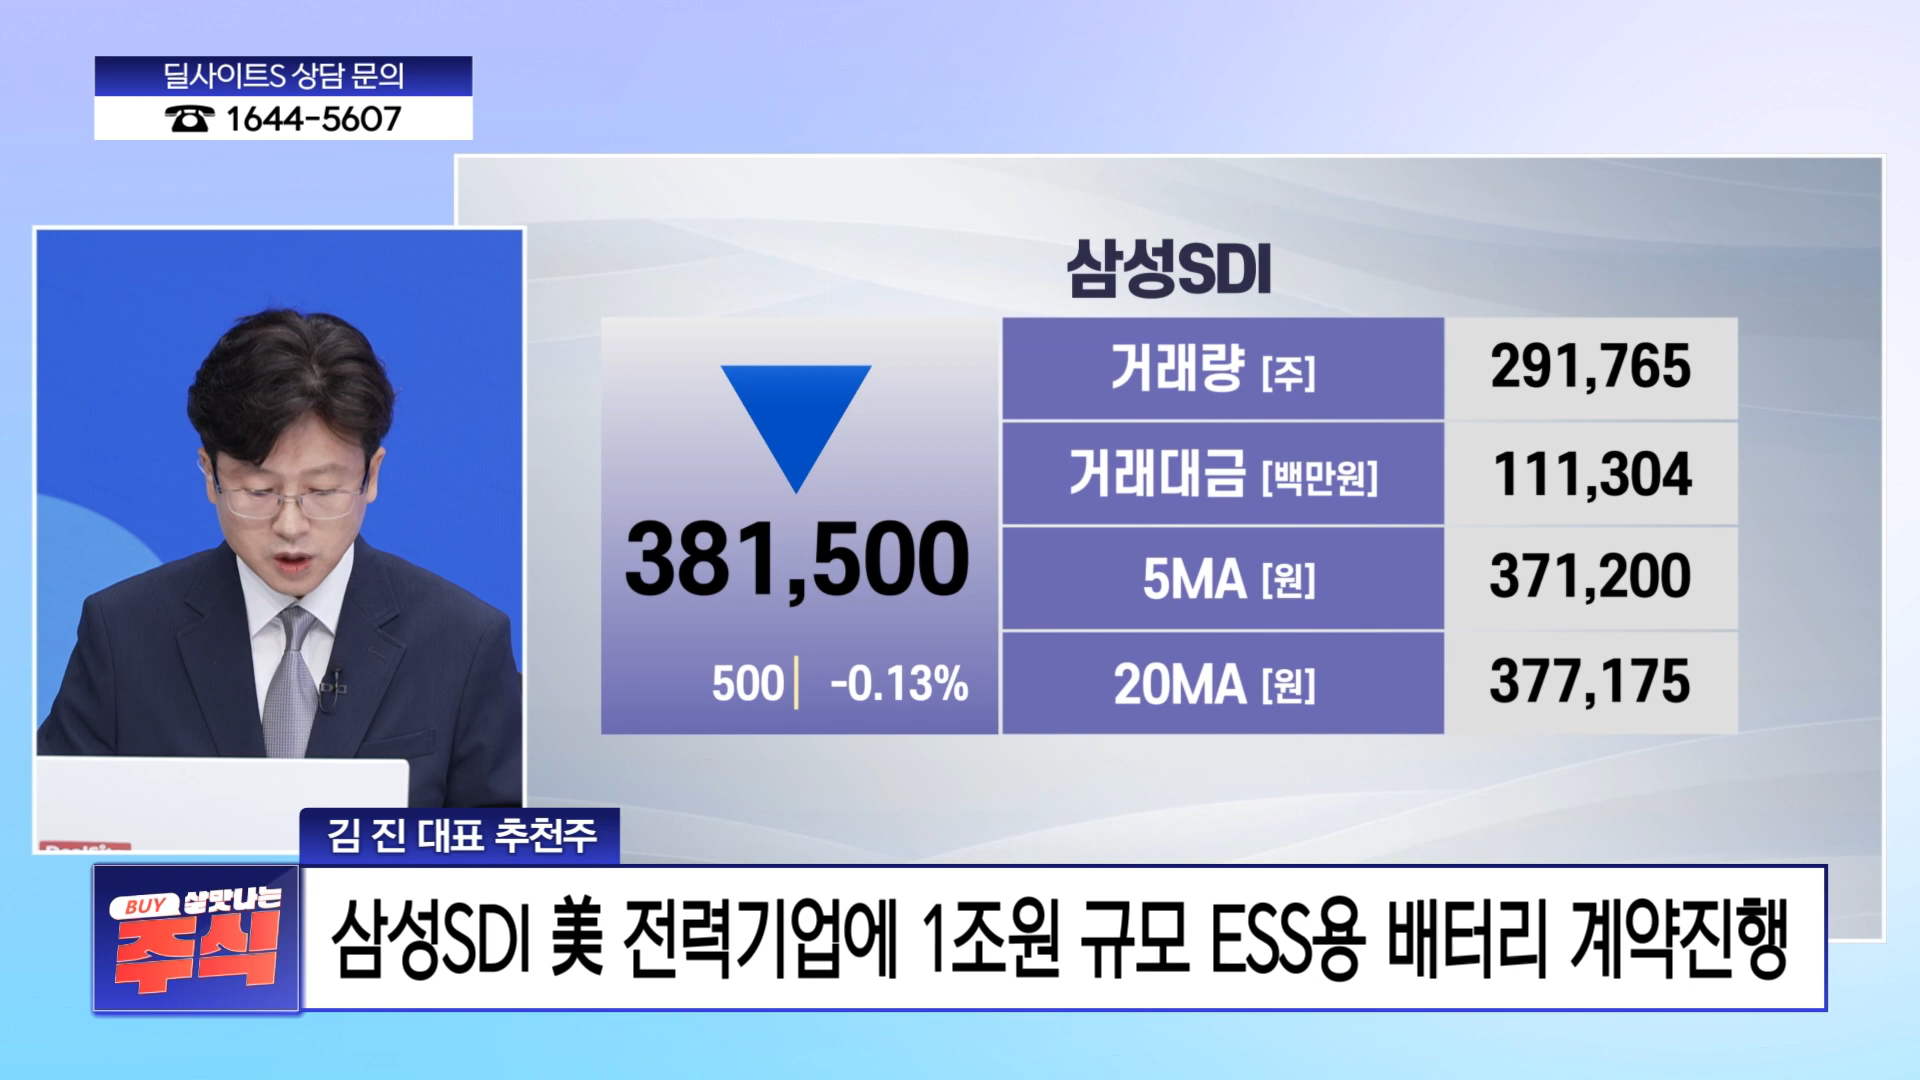 딜사이트S 상담 문의
☎ 1644-5607
삼성SDI
381,500
500 -0.13%
거래량 [주] 291,765
거래대금 [백만원] 111,304
5MA [원] 371,200
20MA [원] 377,175
김 진 대표 추천주
BUY 살맛나는
주식
삼성SDI 美 전력기업에 1조원 규모 ESS용 배터리 계약진행